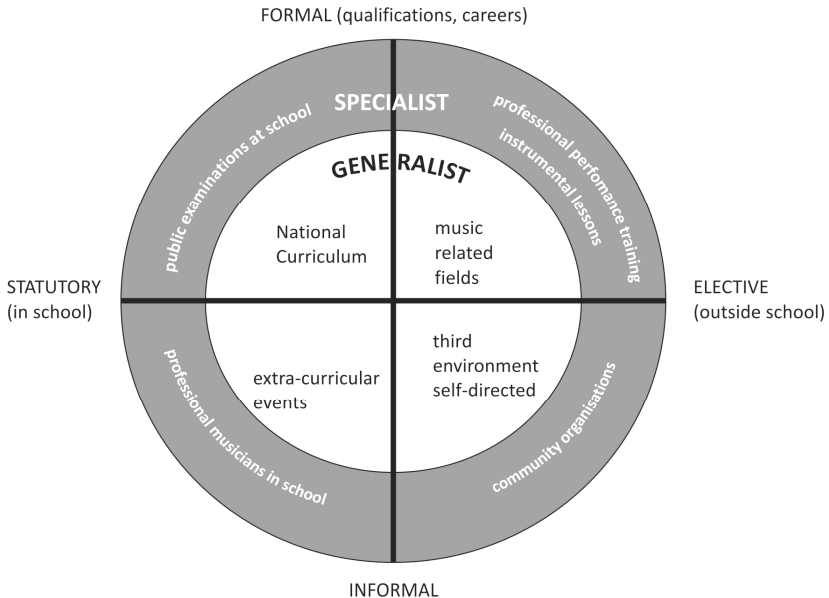 FORMAL (qualifications, careers)
SPECIALIST
GENERALIST
public examinations at school
professional perfomance training
instrumental lessons
National
Curriculum
music
related
fields
STATUTORY
(in school)
ELECTIVE
(outside school)
extra-curricular
events
third
environment
self-directed
professional musicians in school
community organisations
INFORMAL